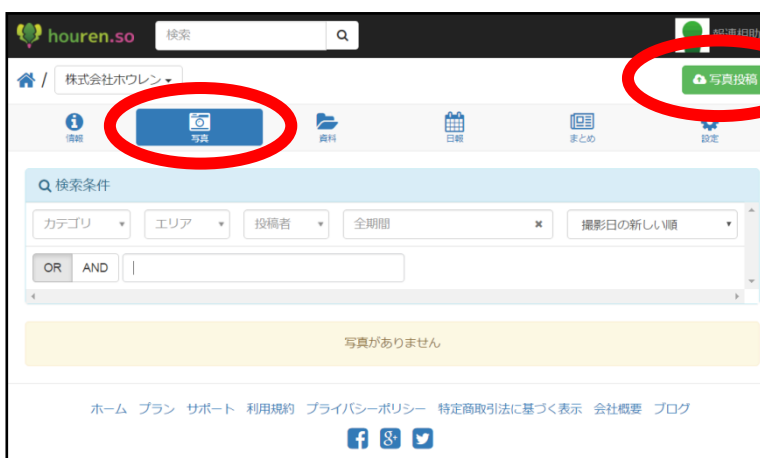 houren.so 検索 報連相助
/ 株式会社ホウレン
写真投稿
情報 写真 資料 日報 まとめ 設定
検索条件
カテゴリ エリア 投稿者 全期間 撮影日の新しい順
OR AND
写真がありません
ホーム プラン サポート 利用規約 プライバシーポリシー 特定商取引法に基づく表示 会社概要 ブログ